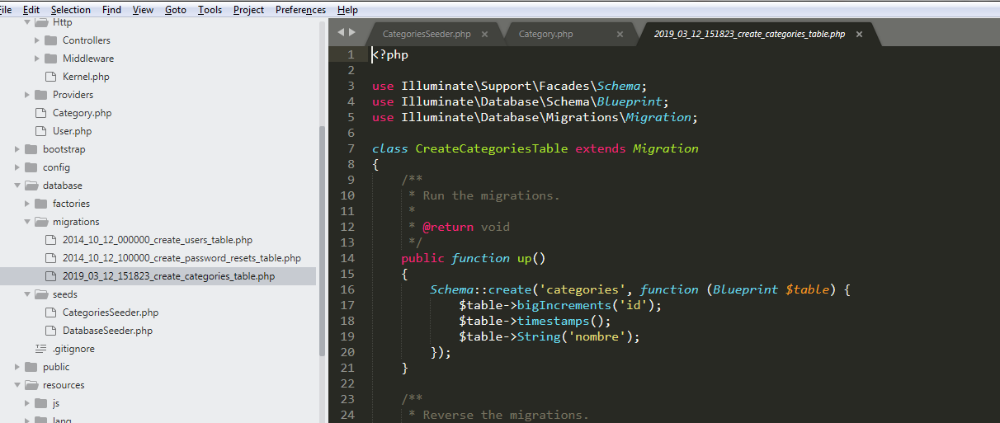 File Edit Selection Find View Goto Tools Project Preferences Help
Http
Controllers
Middleware
Kernel.php
Providers
Category.php
User.php
bootstrap
config
database
factories
migrations
2014_10_12_000000_create_users_table.php
2014_10_12_100000_create_password_resets_table.php
2019_03_12_151823_create_categories_table.php
seeds
CategoriesSeeder.php
DatabaseSeeder.php
.gitignore
public
resources
js
lang
CategoriesSeeder.php × Category.php × 2019_03_12_151823_create_categories_table.php ×
1 <?php
2
3 use Illuminate\Support\Facades\Schema;
4 use Illuminate\Database\Schema\Blueprint;
5 use Illuminate\Database\Migrations\Migration;
6
7 class CreateCategoriesTable extends Migration
8 {
9 /**
10 * Run the migrations.
11 *
12 * @return void
13 */
14 public function up()
15 {
16 Schema::create('categories', function (Blueprint $table) {
17 $table->bigIncrements('id');
18 $table->timestamps();
19 $table->String('nombre');
20 });
21 }
22
23 /**
24 * Reverse the migrations.